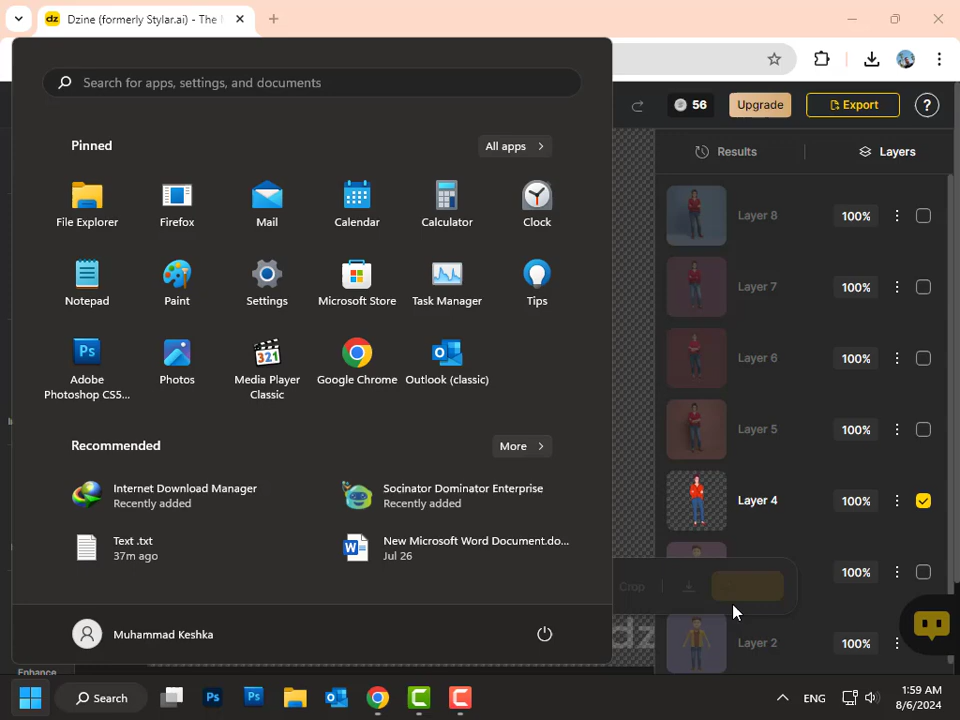 Dzine (formerly Stylar.ai) - The
Search for apps, settings, and documents
56
Upgrade
Export
?
Pinned
All apps
Results
Layers
File Explorer
Firefox
Mail
Calendar
Calculator
Clock
Layer 8
100%
Notepad
Paint
Settings
Microsoft Store
Task Manager
Tips
Layer 7
100%
Adobe
Photoshop CS5...
Photos
Media Player
Classic
Google Chrome
Outlook (classic)
Layer 6
100%
Recommended
More
Layer 5
100%
Internet Download Manager
Recently added
Socinator Dominator Enterprise
Recently added
Layer 4
100%
Text .txt
37m ago
New Microsoft Word Document.do...
Jul 26
100%
Crop
Muhammad Keshka
dz
Layer 2
100%
Enhance
Search
ENG
1:59 AM
8/6/2024